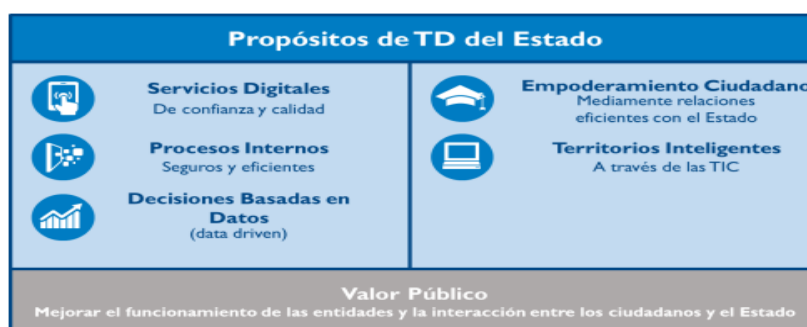 Propósitos de TD del Estado
Servicios Digitales
De confianza y calidad
Procesos Internos
Seguros y eficientes
Decisiones Basadas en
Datos
(data driven)
Empoderamiento Ciudadano
Mediamente relaciones
eficientes con el Estado
Territorios Inteligentes
A través de las TIC
Valor Público
Mejorar el funcionamiento de las entidades y la interacción entre los ciudadanos y el Estado